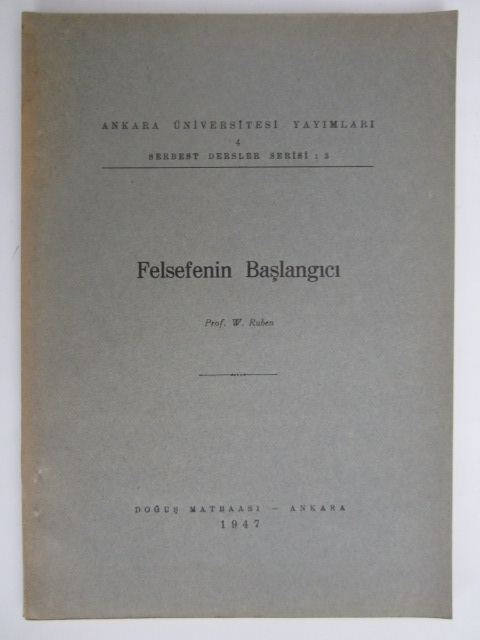 ANKARA ÜNİVERSİTESİ YAYIMLARI
4
SERBEST DERSLER SERİSİ : 3
Felsefenin Başlangıcı
Prof. W. Ruben
DOĞUŞ MATBAASI — ANKARA
1947